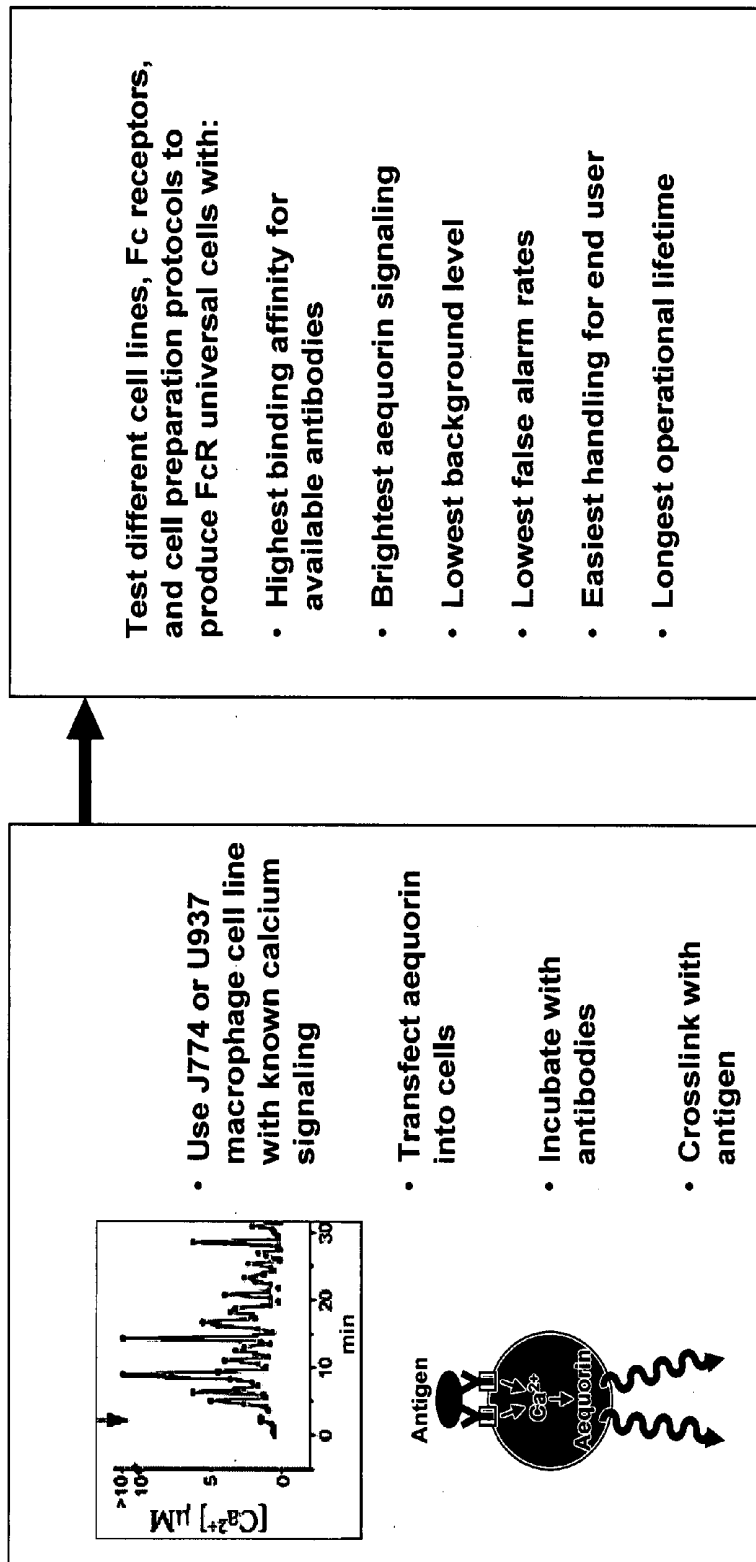 >10
10
5
0
[Ca²⁺] µM
0
10
20
30
min
Antigen
Ca²⁺
Aequorin
• Use J774 or U937
macrophage cell line
with known calcium
signaling
• Transfect aequorin
into cells
• Incubate with
antibodies
• Crosslink with
antigen
Test different cell lines, Fc receptors,
and cell preparation protocols to
produce FcR universal cells with:
• Highest binding affinity for
available antibodies
• Brightest aequorin signaling
• Lowest background level
• Lowest false alarm rates
• Easiest handling for end user
• Longest operational lifetime